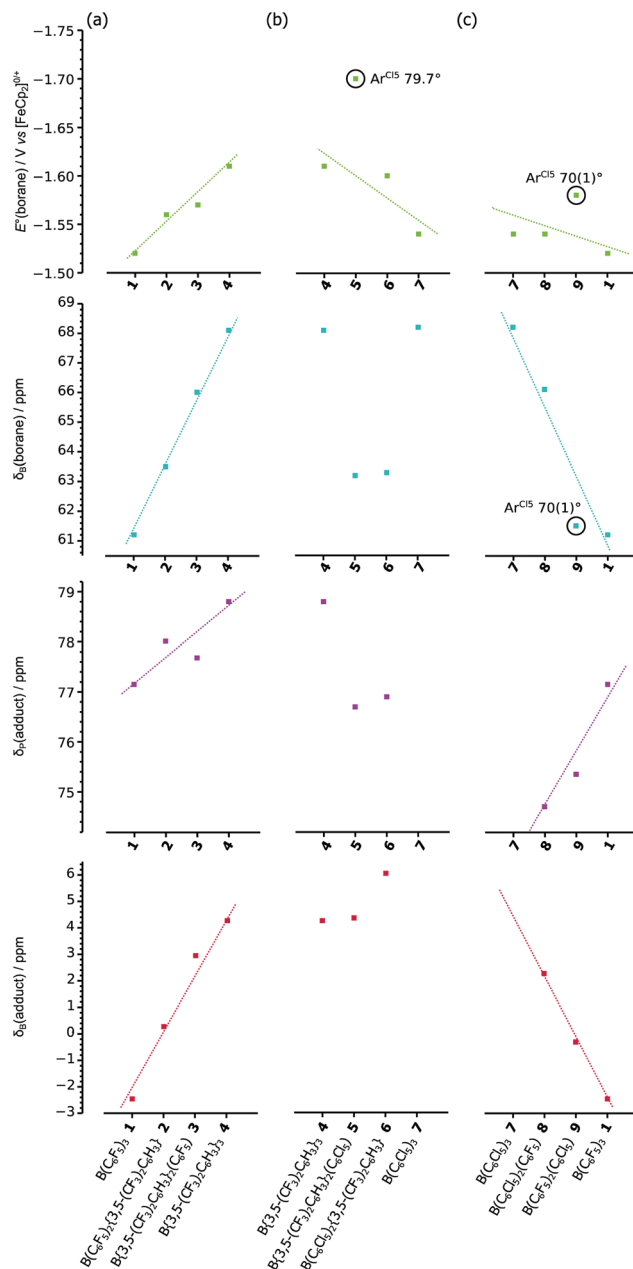 (a) (b) (c)
E°(borane) / V vs [FeCp₂]⁰ᐟ⁺
−1.75
−1.70
−1.65
−1.60
−1.55
−1.50
Ar^Cl5 79.7°
Ar^Cl5 70(1)°
1 2 3 4
4 5 6 7
7 8 9 1
δB(borane) / ppm
69
68
67
66
65
64
63
62
61
Ar^Cl5 70(1)°
1 2 3 4
4 5 6 7
7 8 9 1
δP(adduct) / ppm
79
78
77
76
75
1 2 3 4
4 5 6 7
7 8 9 1
δB(adduct) / ppm
6
5
4
3
2
1
0
−1
−2
−3
1 2 3 4
4 5 6 7
7 8 9 1
B(C₆F₅)₃
B(C₆F₅)₂{3,5-(CF₃)₂C₆H₃}
B{3,5-(CF₃)₂C₆H₃}₂(C₆F₅)
B{3,5-(CF₃)₂C₆H₃}₃
B{3,5-(CF₃)₂C₆H₃}₃
B{3,5-(CF₃)₂C₆H₃}₂(C₆Cl₅)
B(C₆Cl₅)₂{3,5-(CF₃)₂C₆H₃}
B(C₆Cl₅)₃
B(C₆Cl₅)₃
B(C₆Cl₅)₂(C₆F₅)
B(C₆F₅)₂(C₆Cl₅)
B(C₆F₅)₃